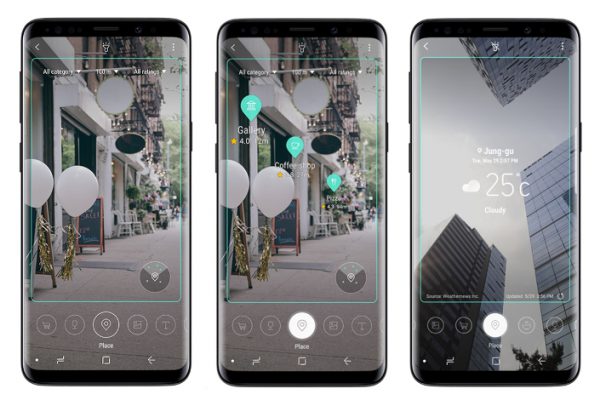 All category ▼ 100 m ▼ All ratings ▼
SALE!
Place
All category ▼ 100 m ▼ All ratings ▼
Gallery
★ 4.0 12m
Coffee shop
Pizza
Place
Jung-gu
Tue, May 29 2:57 PM
25°c
Cloudy
Source: Weathernews Inc. Updated: 5/29 2:56 PM
Place